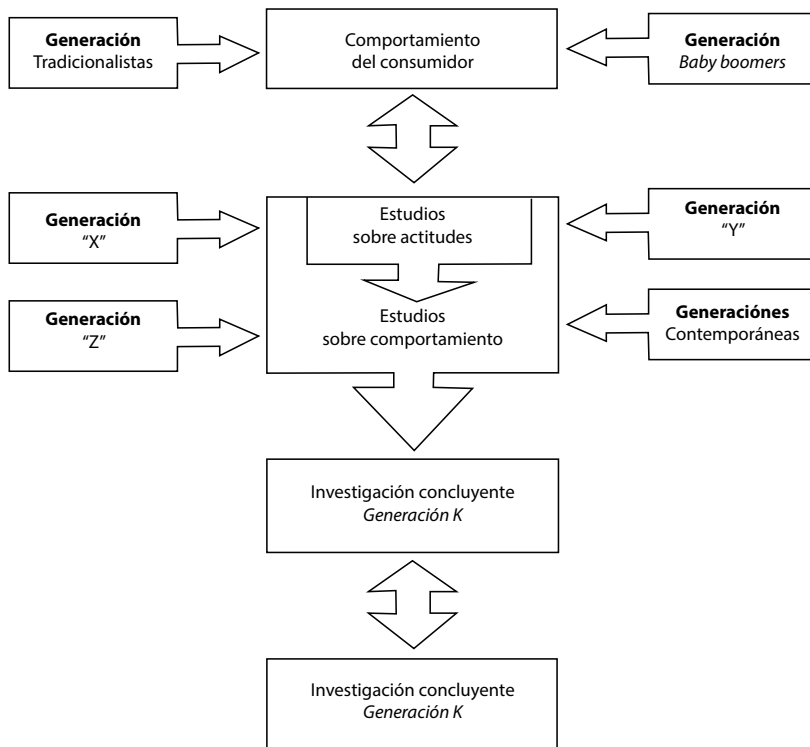 Generación
Tradicionalistas
Comportamiento
del consumidor
Generación
Baby boomers
Generación
"X"
Estudios
sobre actitudes
Generación
"Y"
Generación
"Z"
Estudios
sobre comportamiento
Generaciónes
Contemporáneas
Investigación concluyente
Generación K
Investigación concluyente
Generación K